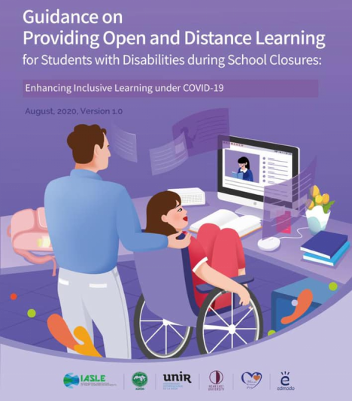 Guidance on
Providing Open and Distance Learning
for Students with Disabilities during School Closures:
Enhancing Inclusive Learning under COVID-19
August, 2020, Version 1.0
IASLE
unir
edmodo